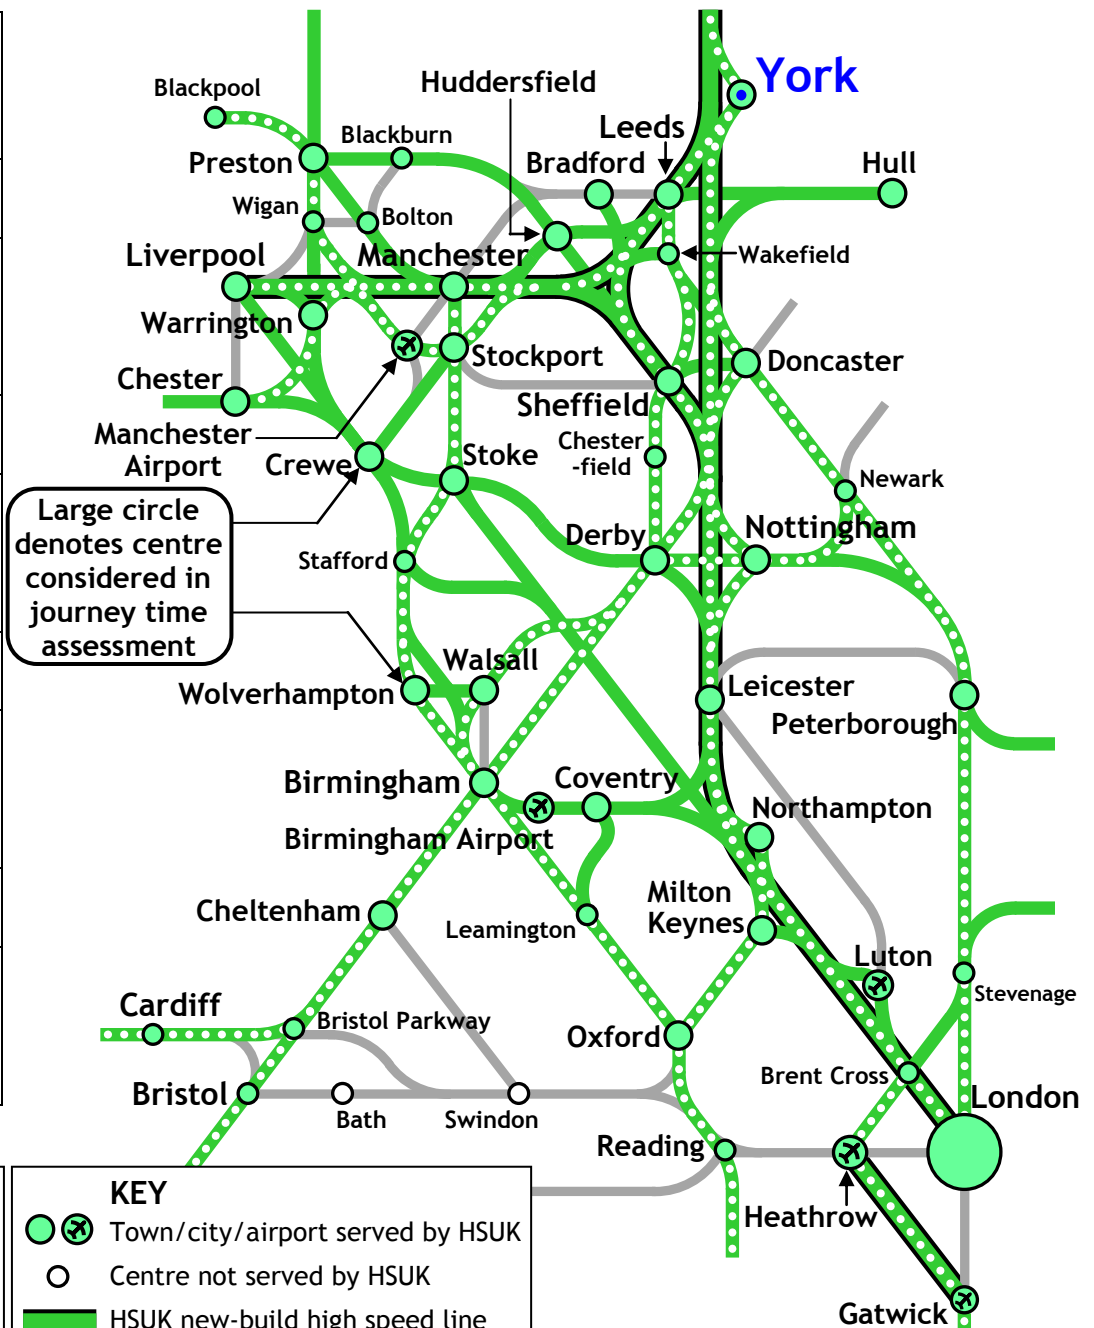 York
Huddersfield
Blackpool
Leeds
Blackburn
Bradford
Hull
Preston
Wigan
Bolton
Liverpool
Manchester
Wakefield
Warrington
Stockport
Doncaster
Chester
Sheffield
Manchester
Airport
Chester
-field
Crewe
Stoke
Newark
Large circle
denotes centre
considered in
journey time
assessment
Derby
Nottingham
Stafford
Walsall
Wolverhampton
Leicester
Peterborough
Birmingham
Coventry
Northampton
Birmingham Airport
Milton
Keynes
Cheltenham
Leamington
Luton
Cardiff
Bristol Parkway
Stevenage
Oxford
Brent Cross
Bristol
London
Bath
Swindon
Reading
Heathrow
KEY
Town/city/airport served by HSUK
Centre not served by HSUK
HSUK new-build high speed line
Gatwick